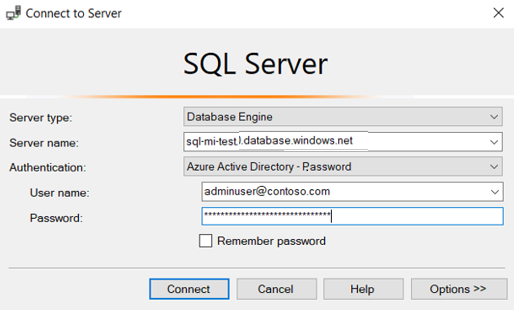 Connect to Server
SQL Server
Server type: Database Engine
Server name: sql-mi-test.).database.windows.net
Authentication: Azure Active Directory - Password
User name: adminuser@contoso.com
Password: *******************************
Remember password
Connect Cancel Help Options >>